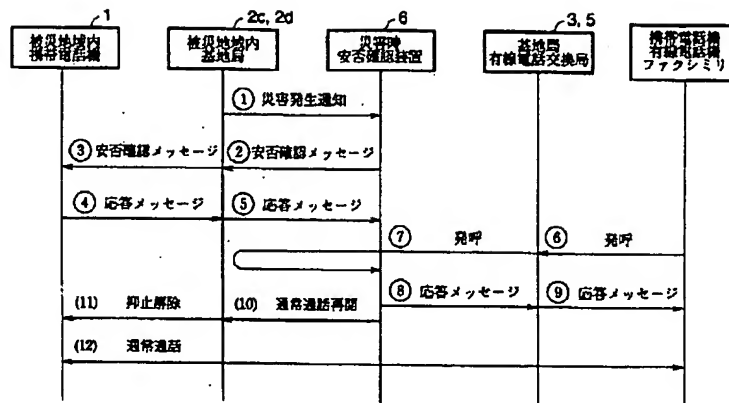 1
2c, 2d
6
3, 5
被災地域内
携帯電話機
被災地域内
基地局
災害時
安否確認装置
基地局
有線電話交換局
携帯電話機
有線電話機
ファクシミリ
① 災害発生通知
③ 安否確認メッセージ
② 安否確認メッセージ
④ 応答メッセージ
⑤ 応答メッセージ
⑦ 発呼
⑥ 発呼
⑧ 応答メッセージ
⑨ 応答メッセージ
(11) 抑止解除
(10) 通常通話再開
(12) 通常通話